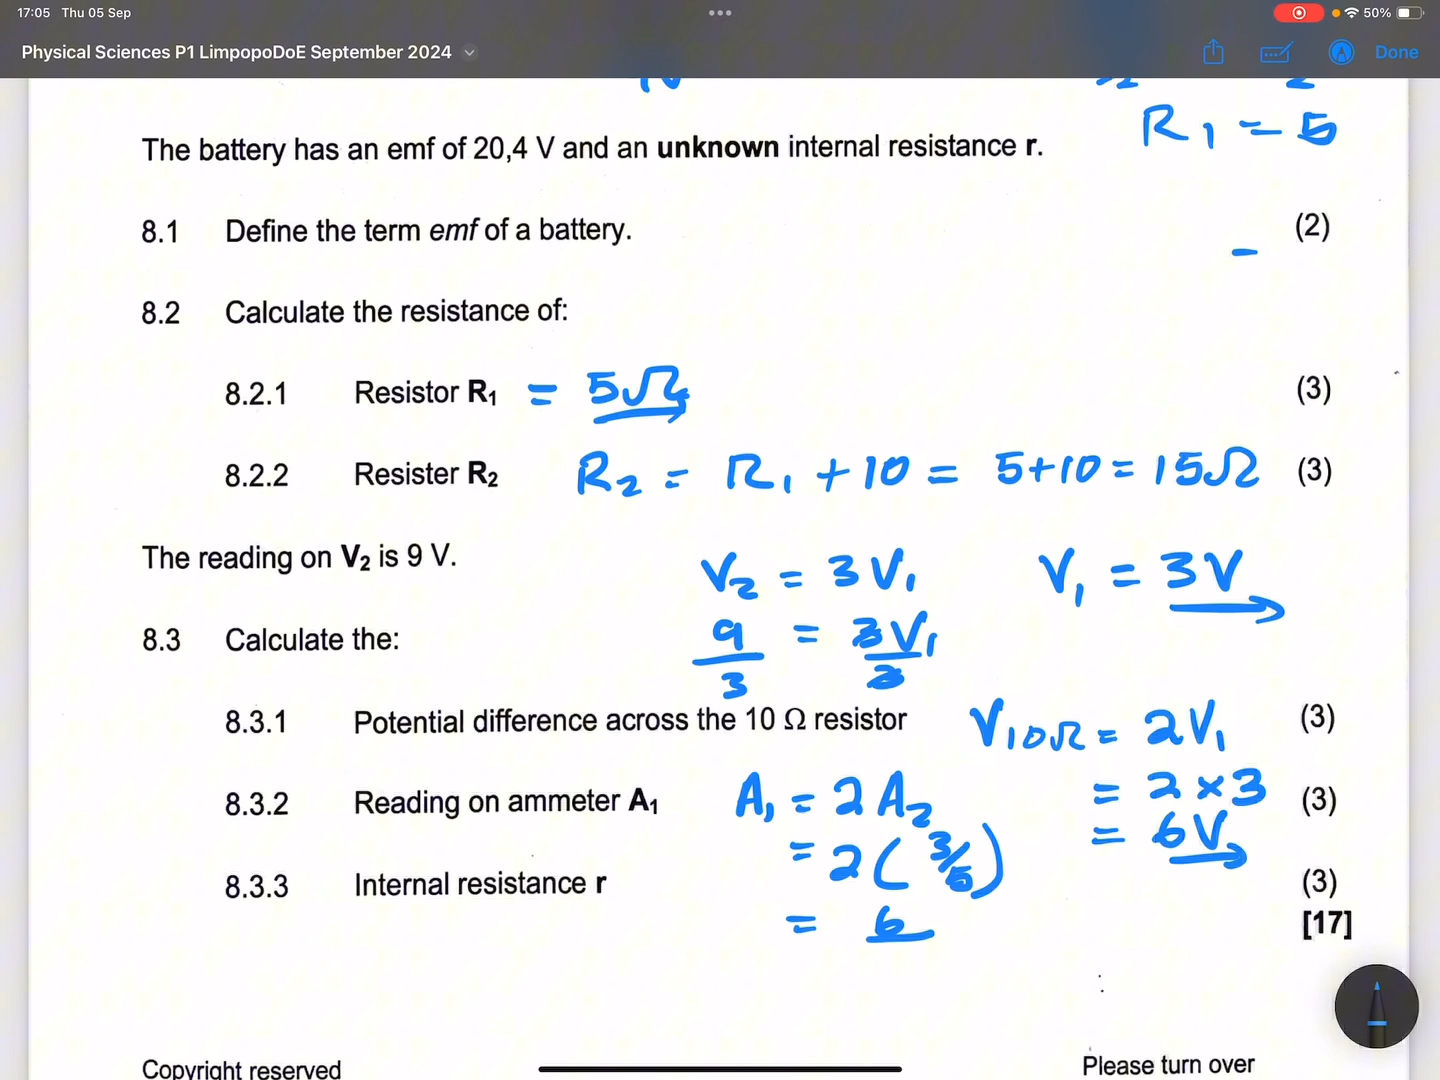 17:05 Thu 05 Sep
50%
Physical Sciences P1 LimpopoDoE September 2024
Done
R1 = 5
The battery has an emf of 20,4 V and an unknown internal resistance r.
8.1 Define the term emf of a battery. (2)
8.2 Calculate the resistance of:
8.2.1 Resistor R1 = 5Ω (3)
8.2.2 Resister R2 R2 = R1 + 10 = 5+10 = 15Ω (3)
The reading on V2 is 9 V.
V2 = 3V1 V1 = 3V
9/3 = 3V1/3
8.3 Calculate the:
8.3.1 Potential difference across the 10 Ω resistor V10Ω = 2V1 (3)
= 2 × 3
= 6V
8.3.2 Reading on ammeter A1 A1 = 2A2 (3)
= 2(3/5)
= 6
8.3.3 Internal resistance r (3)
[17]
Copyright reserved Please turn over